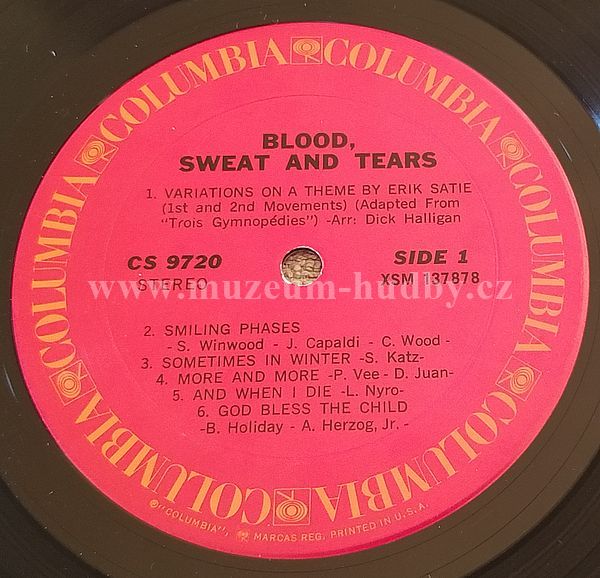 COLUMBIA COLUMBIA COLUMBIA COLUMBIA COLUMBIA COLUMBIA COLUMBIA COLUMBIA
BLOOD,
SWEAT AND TEARS
1. VARIATIONS ON A THEME BY ERIK SATIE
(1st and 2nd Movements) (Adapted From
"Trois Gymnopédies") -Arr: Dick Halligan
CS 9720 SIDE 1
STEREO XSM 137878
www.muzeum-hudby.cz
2. SMILING PHASES
- S. Winwood - J. Capaldi - C. Wood -
3. SOMETIMES IN WINTER -S. Katz-
4. MORE AND MORE -P. Vee - D. Juan-
5. AND WHEN I DIE -L. Nyro-
6. GOD BLESS THE CHILD
-B. Holiday - A. Herzog, Jr. -
℗"COLUMBIA", MARCAS REG. PRINTED IN U.S.A.